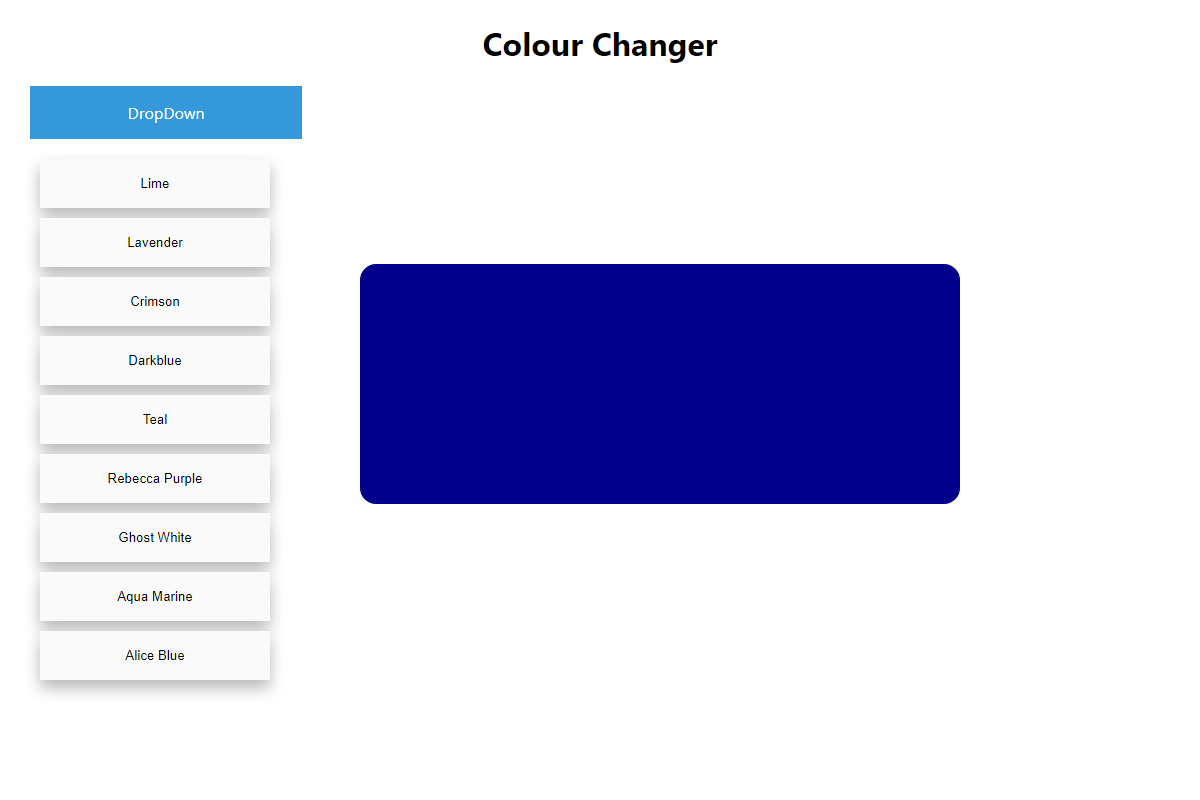 Colour Changer
DropDown
Lime
Lavender
Crimson
Darkblue
Teal
Rebecca Purple
Ghost White
Aqua Marine
Alice Blue